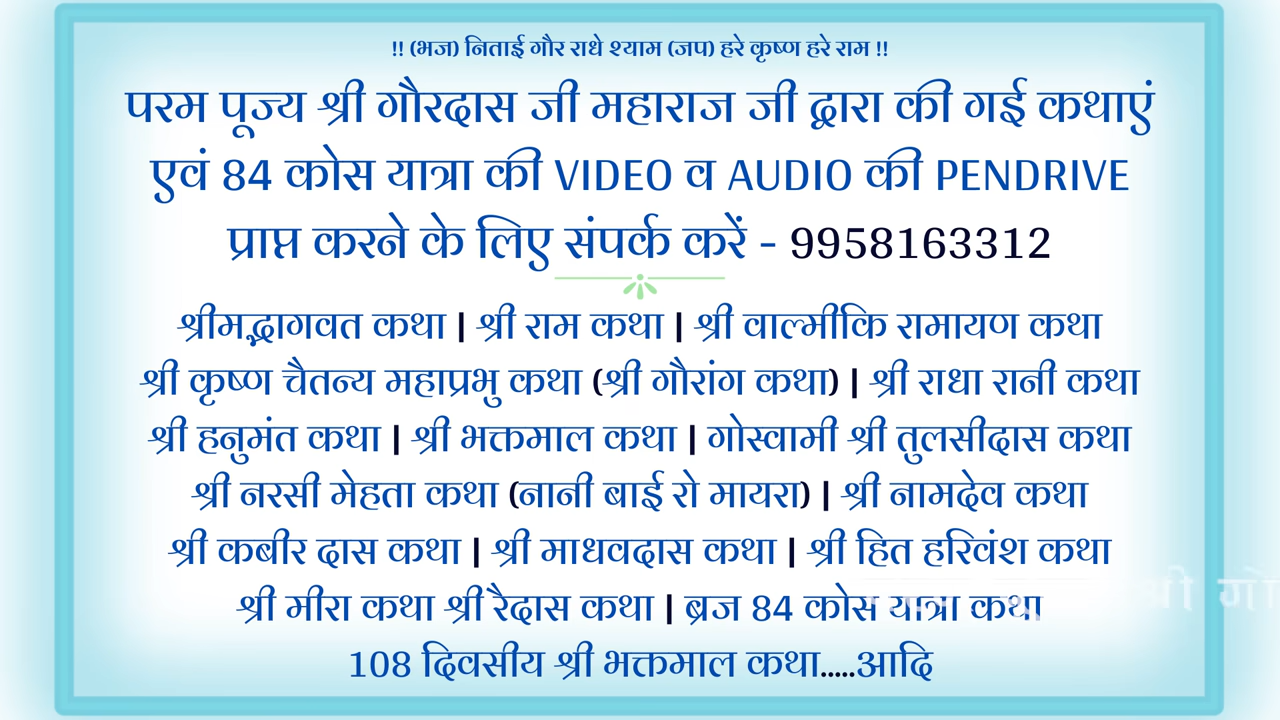 !! (भज) निताई गौर राधे श्याम (जप) हरे कृष्ण हरे राम !!
परम पूज्य श्री गौरदास जी महाराज जी द्वारा की गई कथाएं
एवं 84 कोस यात्रा की VIDEO व AUDIO की PENDRIVE
प्राप्त करने के लिए संपर्क करें - 9958163312
श्रीमद्भागवत कथा | श्री राम कथा | श्री वाल्मीकि रामायण कथा
श्री कृष्ण चैतन्य महाप्रभु कथा (श्री गौरांग कथा) | श्री राधा रानी कथा
श्री हनुमंत कथा | श्री भक्तमाल कथा | गोस्वामी श्री तुलसीदास कथा
श्री नरसी मेहता कथा (नानी बाई रो मायरा) | श्री नामदेव कथा
श्री कबीर दास कथा | श्री माधवदास कथा | श्री हित हरिवंश कथा
श्री मीरा कथा श्री रैदास कथा | ब्रज 84 कोस यात्रा कथा
108 दिवसीय श्री भक्तमाल कथा.....आदि
श्री